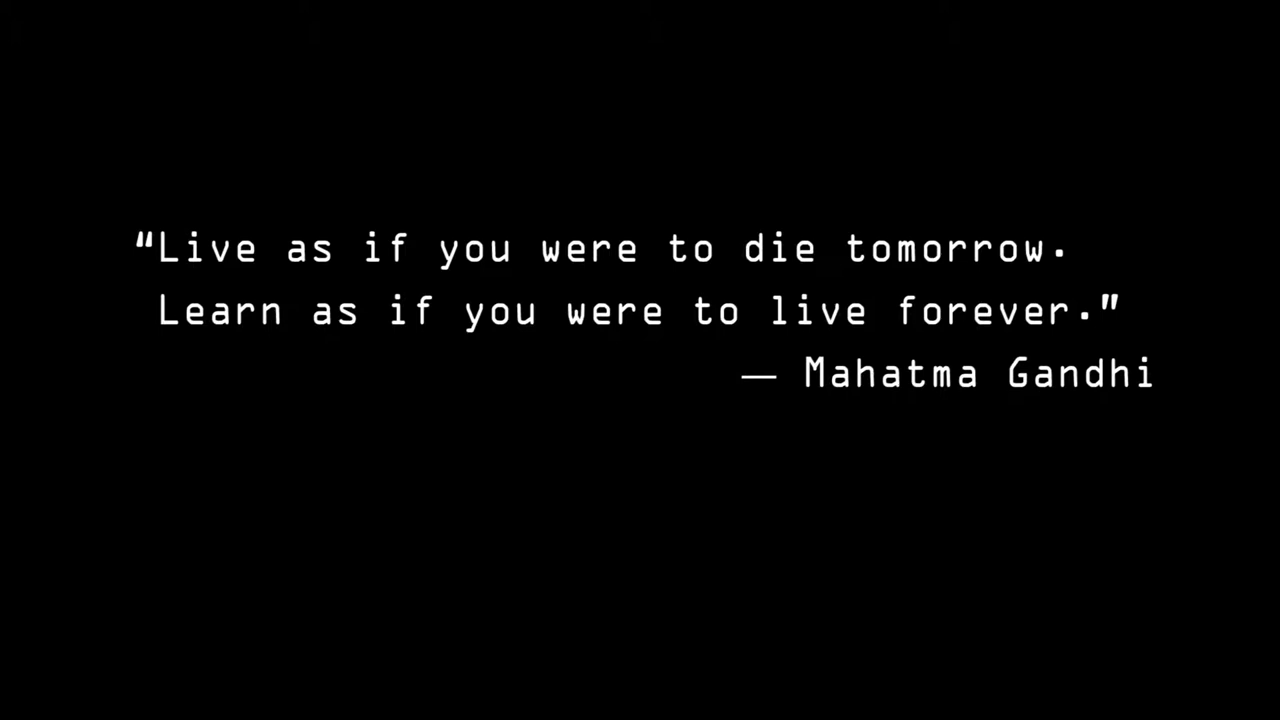 “Live as if you were to die tomorrow.
Learn as if you were to live forever.”
— Mahatma Gandhi